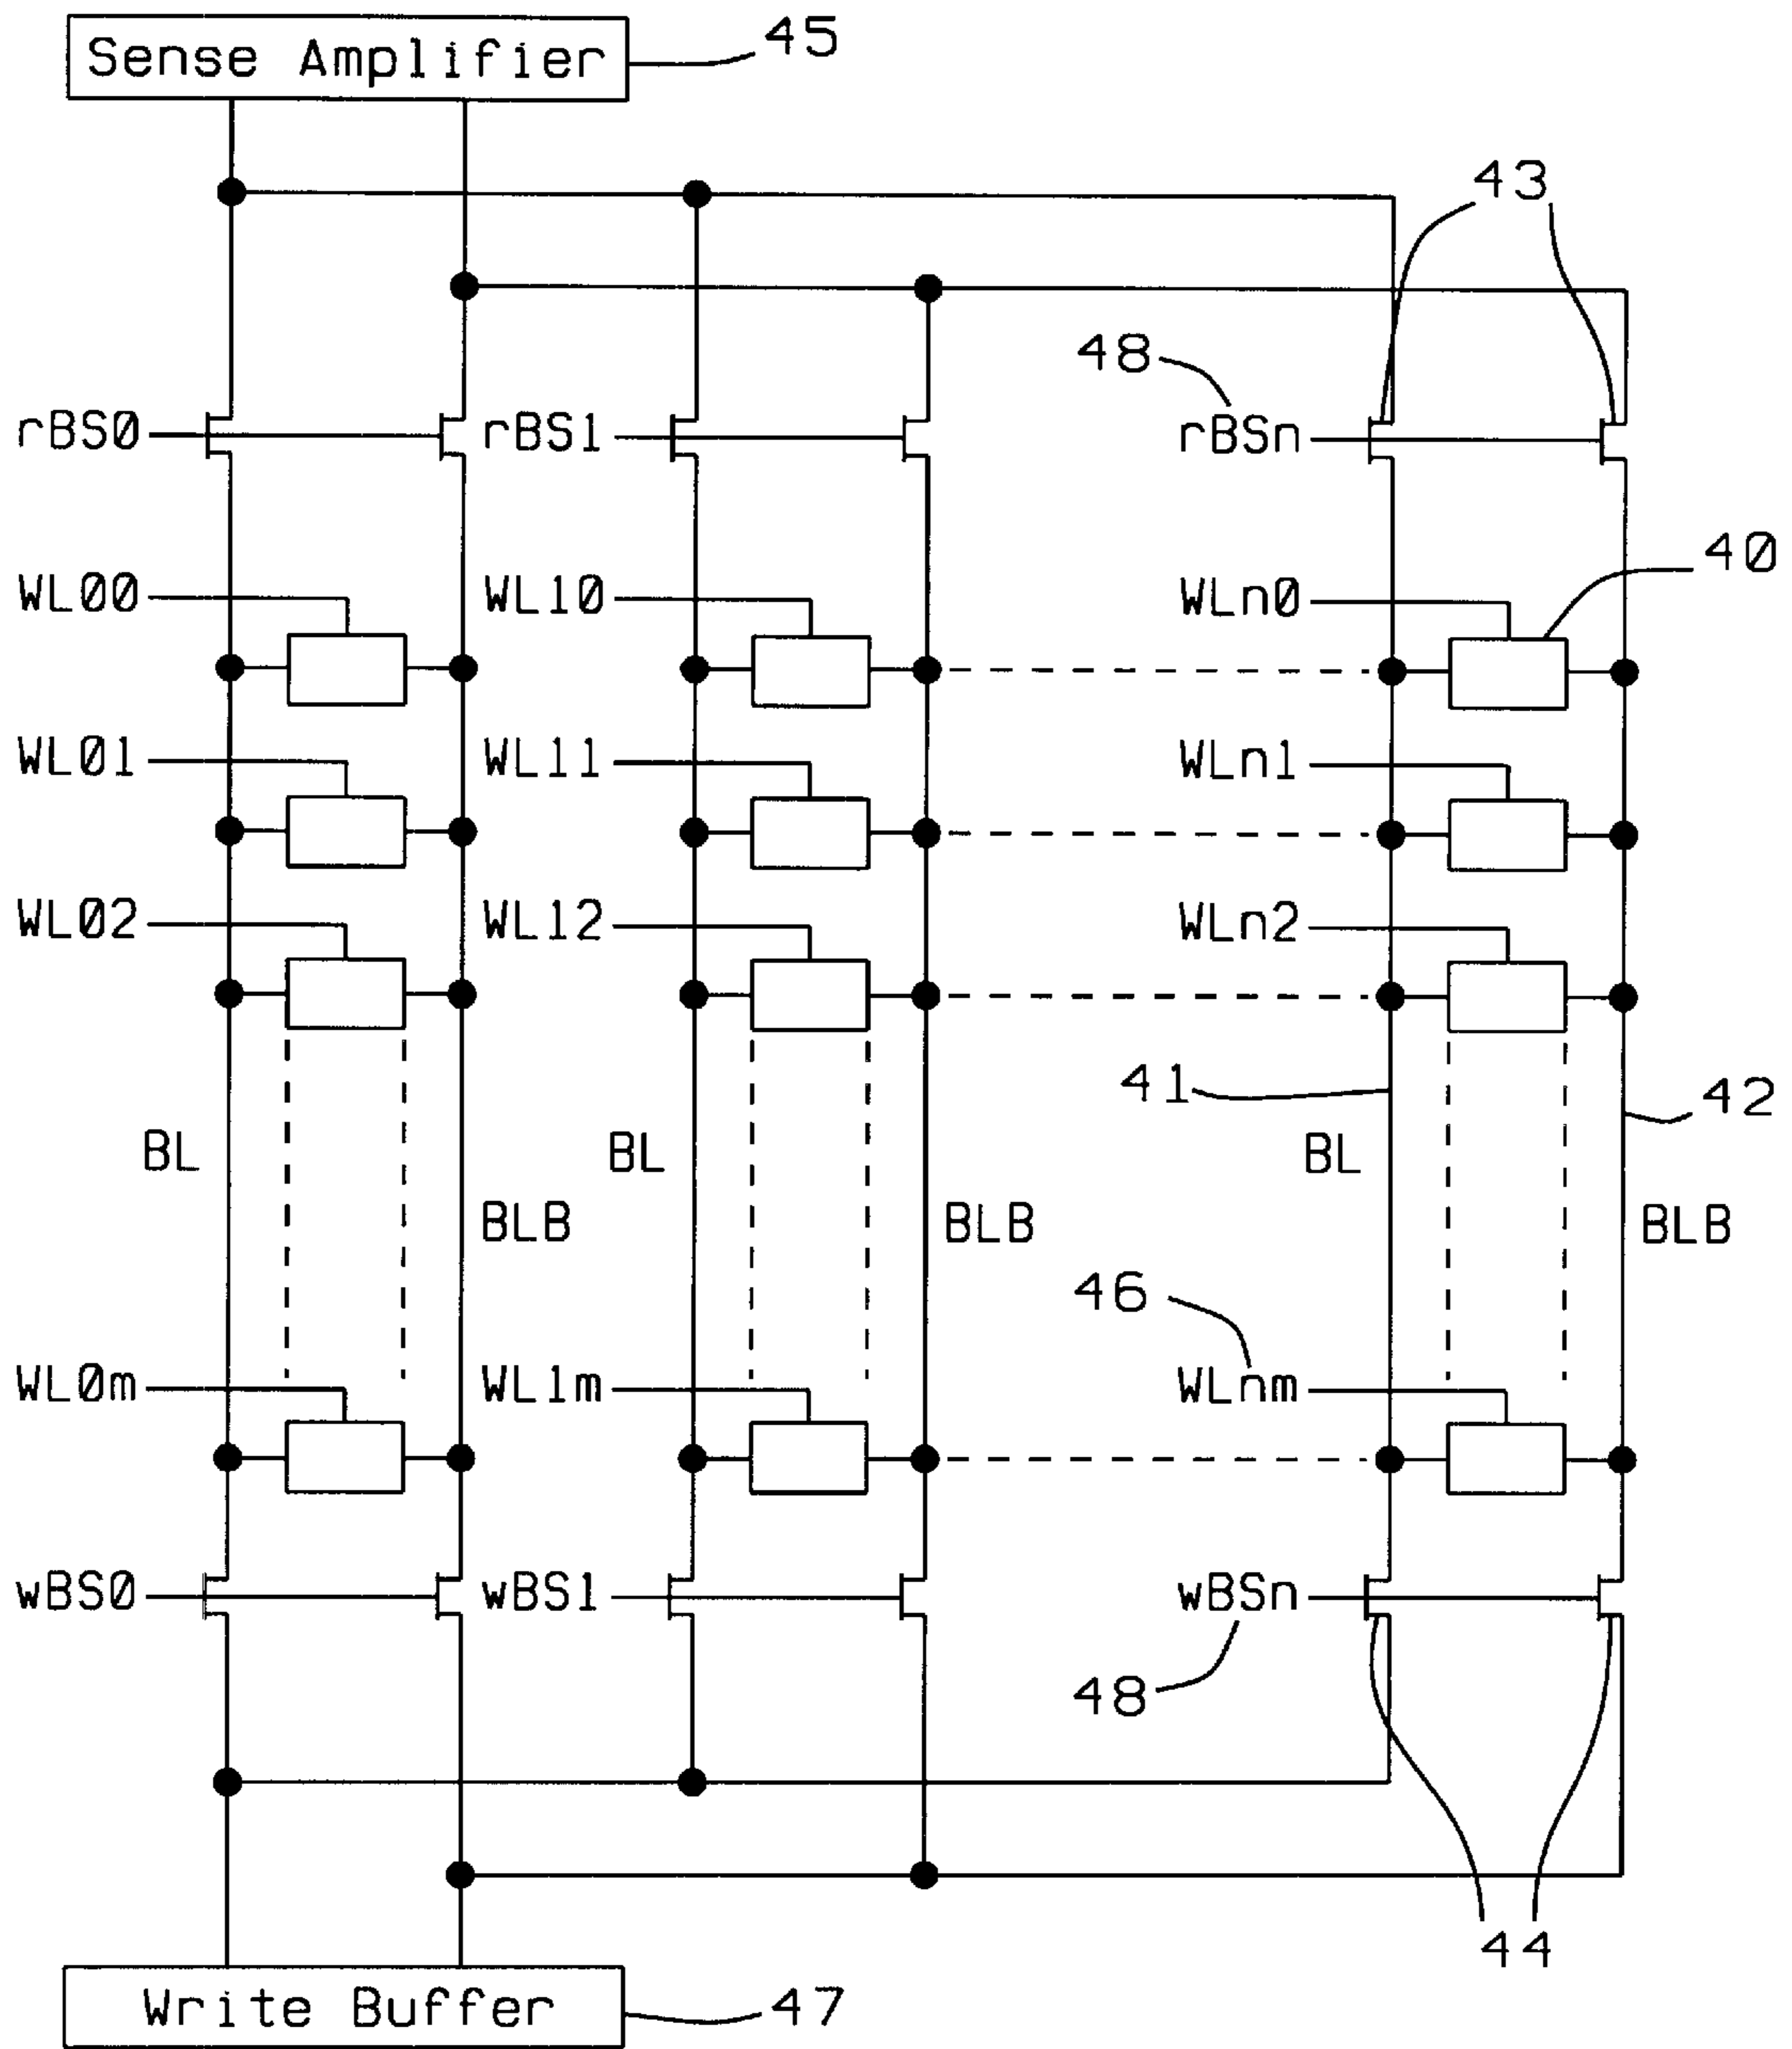 Sense Amplifier
45
43
48
rBS0
rBS1
rBSn
40
WL00
WL10
WLn0
WL01
WL11
WLn1
WL02
WL12
WLn2
41
42
BL
BL
BL
BLB
BLB
BLB
46
WL0m
WL1m
WLnm
wBS0
wBS1
wBSn
48
44
Write Buffer
47